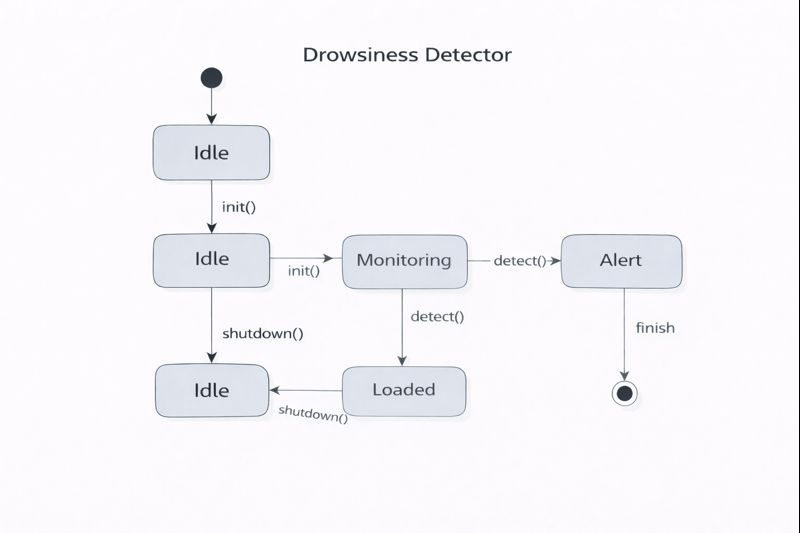 Drowsiness Detector
Idle
init()
Idle
init()
Monitoring
detect()
Alert
shutdown()
detect()
finish
Idle
shutdown()
Loaded